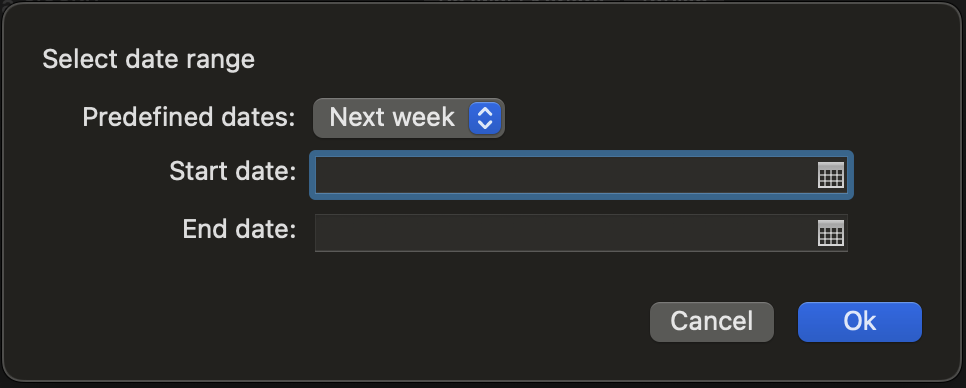 Select date range
Predefined dates: Next week
Start date:
End date:
Cancel Ok